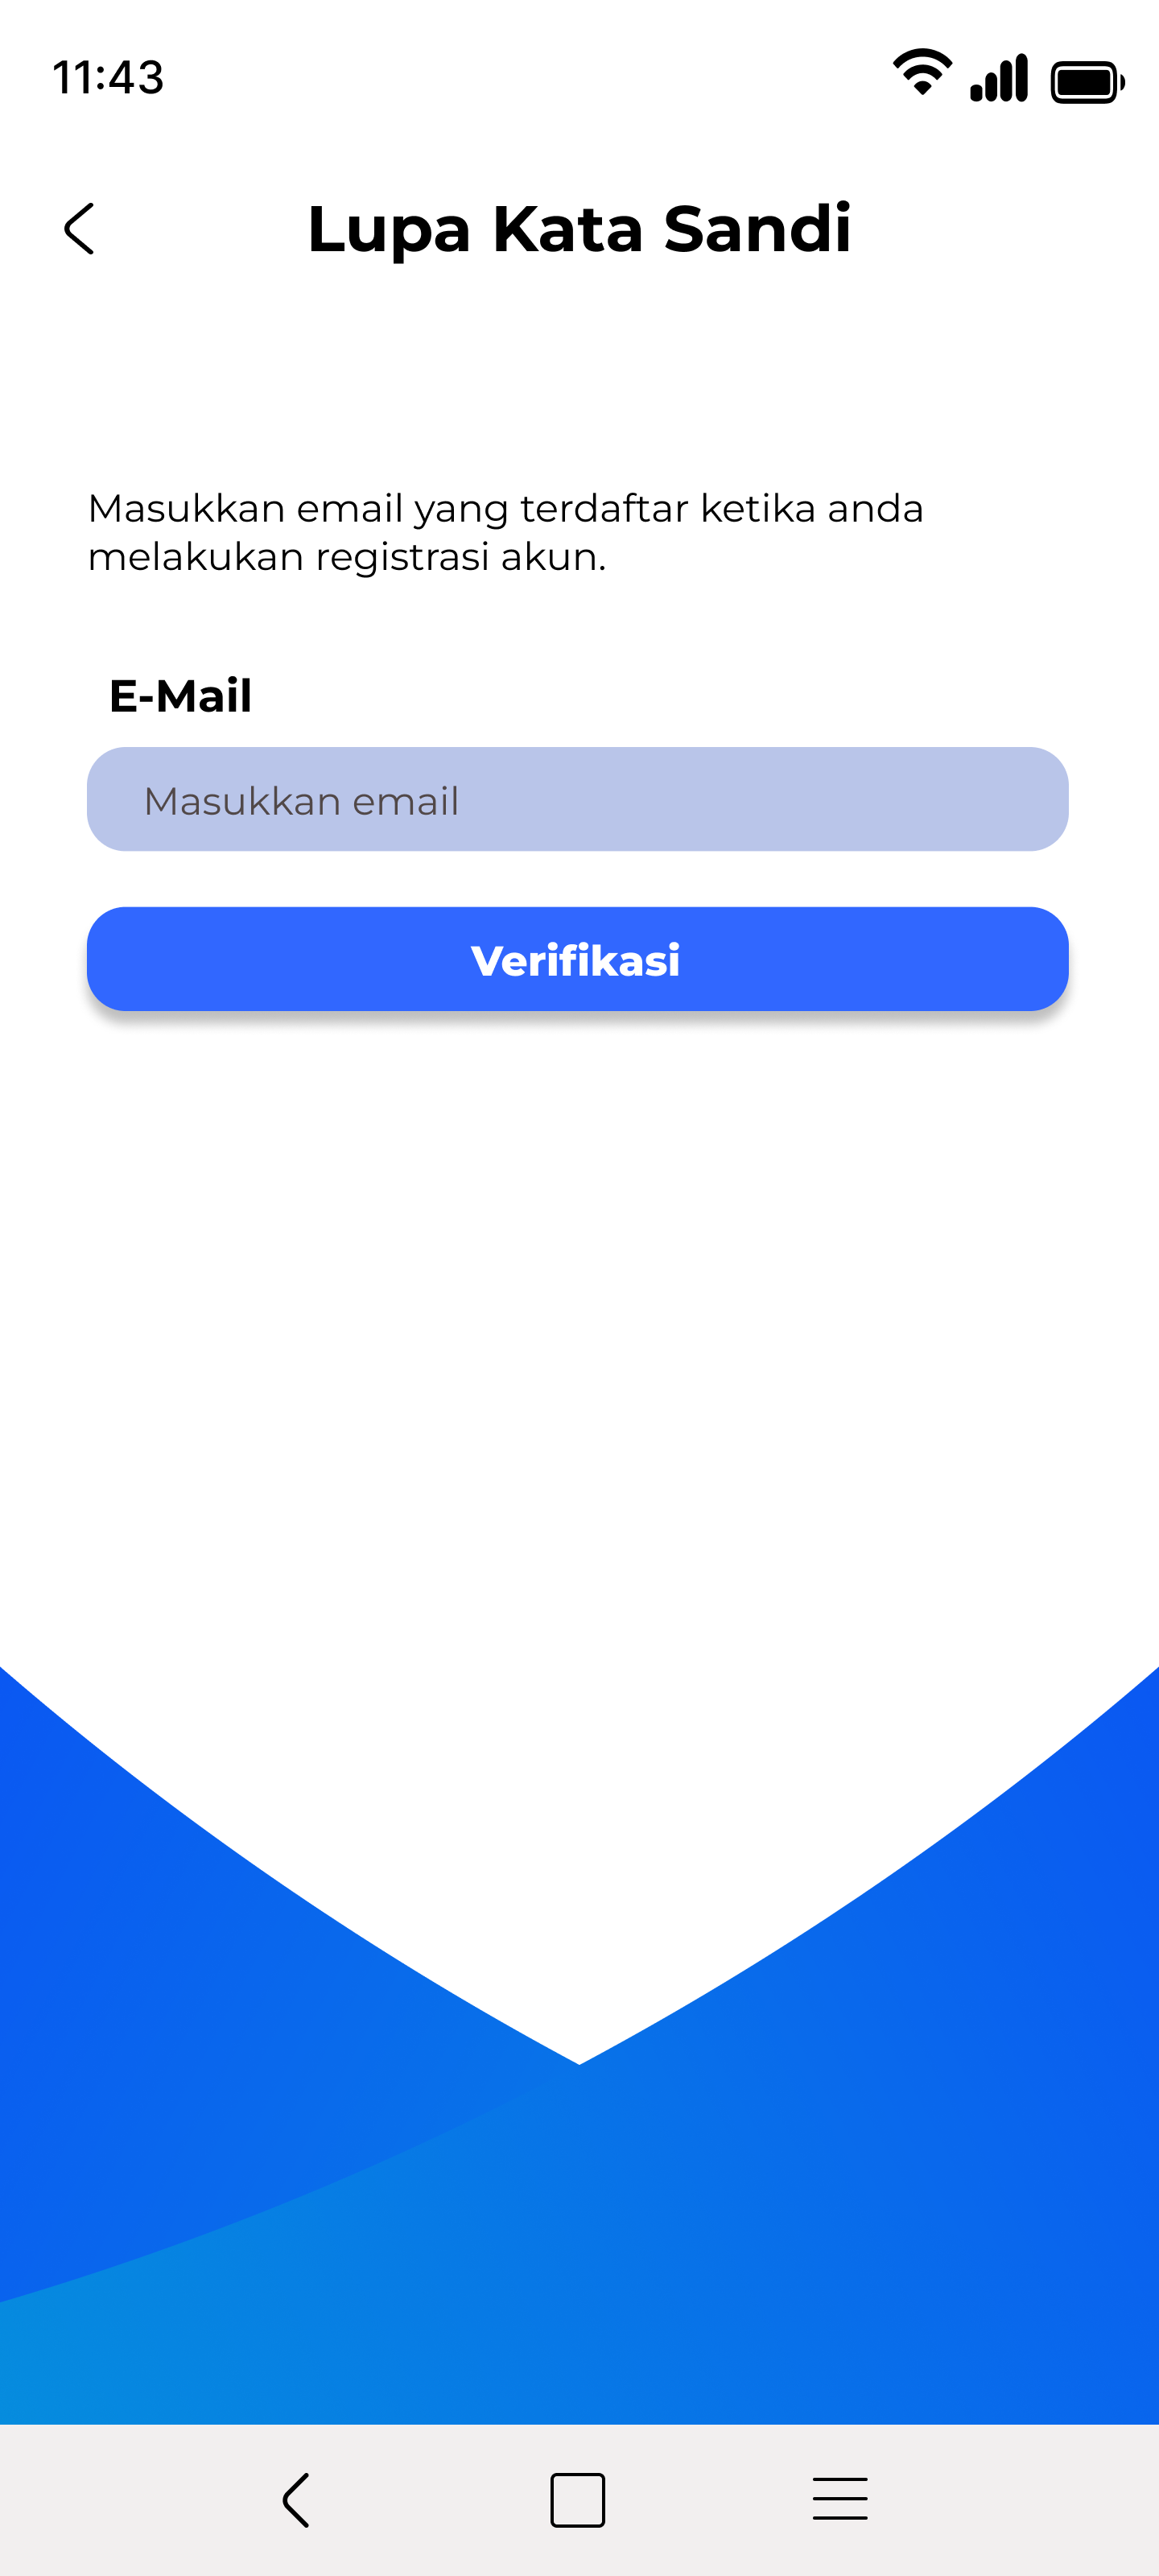 11:43
Lupa Kata Sandi
Masukkan email yang terdaftar ketika anda
melakukan registrasi akun.
E-Mail
Masukkan email
Verifikasi